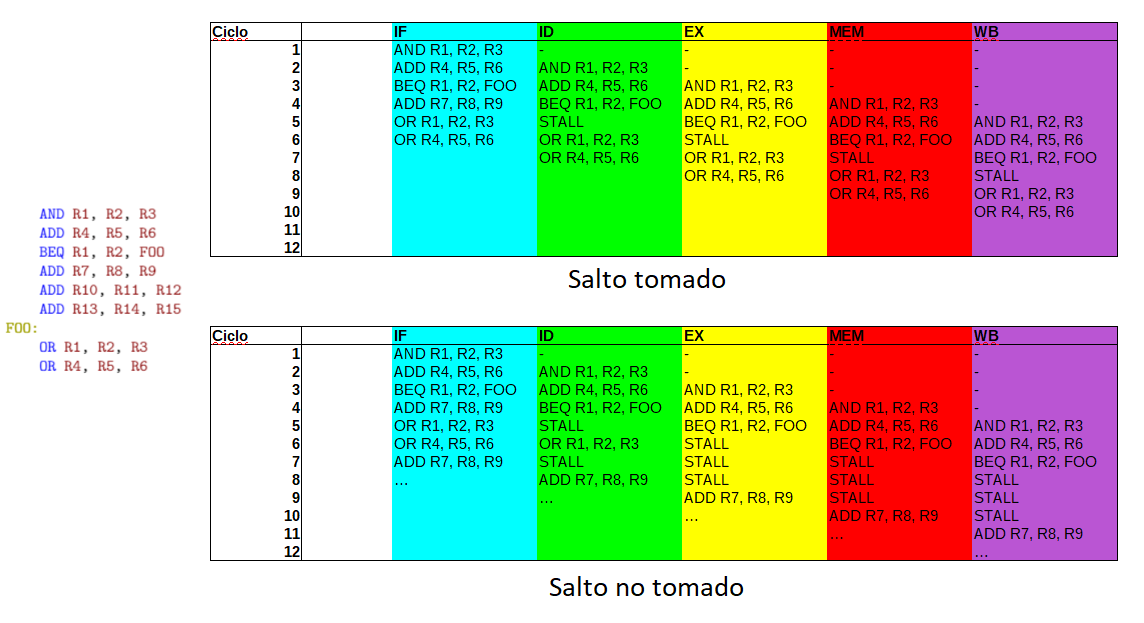 AND R1, R2, R3
ADD R4, R5, R6
BEQ R1, R2, FOO
ADD R7, R8, R9
ADD R10, R11, R12
ADD R13, R14, R15
FOO:
OR R1, R2, R3
OR R4, R5, R6
Ciclo IF ID EX MEM WB
1 AND R1, R2, R3 - - - -
2 ADD R4, R5, R6 AND R1, R2, R3 - - -
3 BEQ R1, R2, FOO ADD R4, R5, R6 AND R1, R2, R3 - -
4 ADD R7, R8, R9 BEQ R1, R2, FOO ADD R4, R5, R6 AND R1, R2, R3 -
5 OR R1, R2, R3 STALL BEQ R1, R2, FOO ADD R4, R5, R6 AND R1, R2, R3
6 OR R4, R5, R6 OR R1, R2, R3 STALL BEQ R1, R2, FOO ADD R4, R5, R6
7 OR R4, R5, R6 OR R1, R2, R3 STALL BEQ R1, R2, FOO
8 OR R4, R5, R6 OR R1, R2, R3 STALL
9 OR R4, R5, R6 OR R1, R2, R3
10 OR R4, R5, R6
11
12
Salto tomado
Ciclo IF ID EX MEM WB
1 AND R1, R2, R3 - - - -
2 ADD R4, R5, R6 AND R1, R2, R3 - - -
3 BEQ R1, R2, FOO ADD R4, R5, R6 AND R1, R2, R3 - -
4 ADD R7, R8, R9 BEQ R1, R2, FOO ADD R4, R5, R6 AND R1, R2, R3 -
5 OR R1, R2, R3 STALL BEQ R1, R2, FOO ADD R4, R5, R6 AND R1, R2, R3
6 OR R4, R5, R6 OR R1, R2, R3 STALL BEQ R1, R2, FOO ADD R4, R5, R6
7 ADD R7, R8, R9 STALL STALL STALL BEQ R1, R2, FOO
8 ... ADD R7, R8, R9 STALL STALL STALL
9 ... ADD R7, R8, R9 STALL STALL
10 ... ADD R7, R8, R9 STALL
11 ... ADD R7, R8, R9
12 ...
Salto no tomado